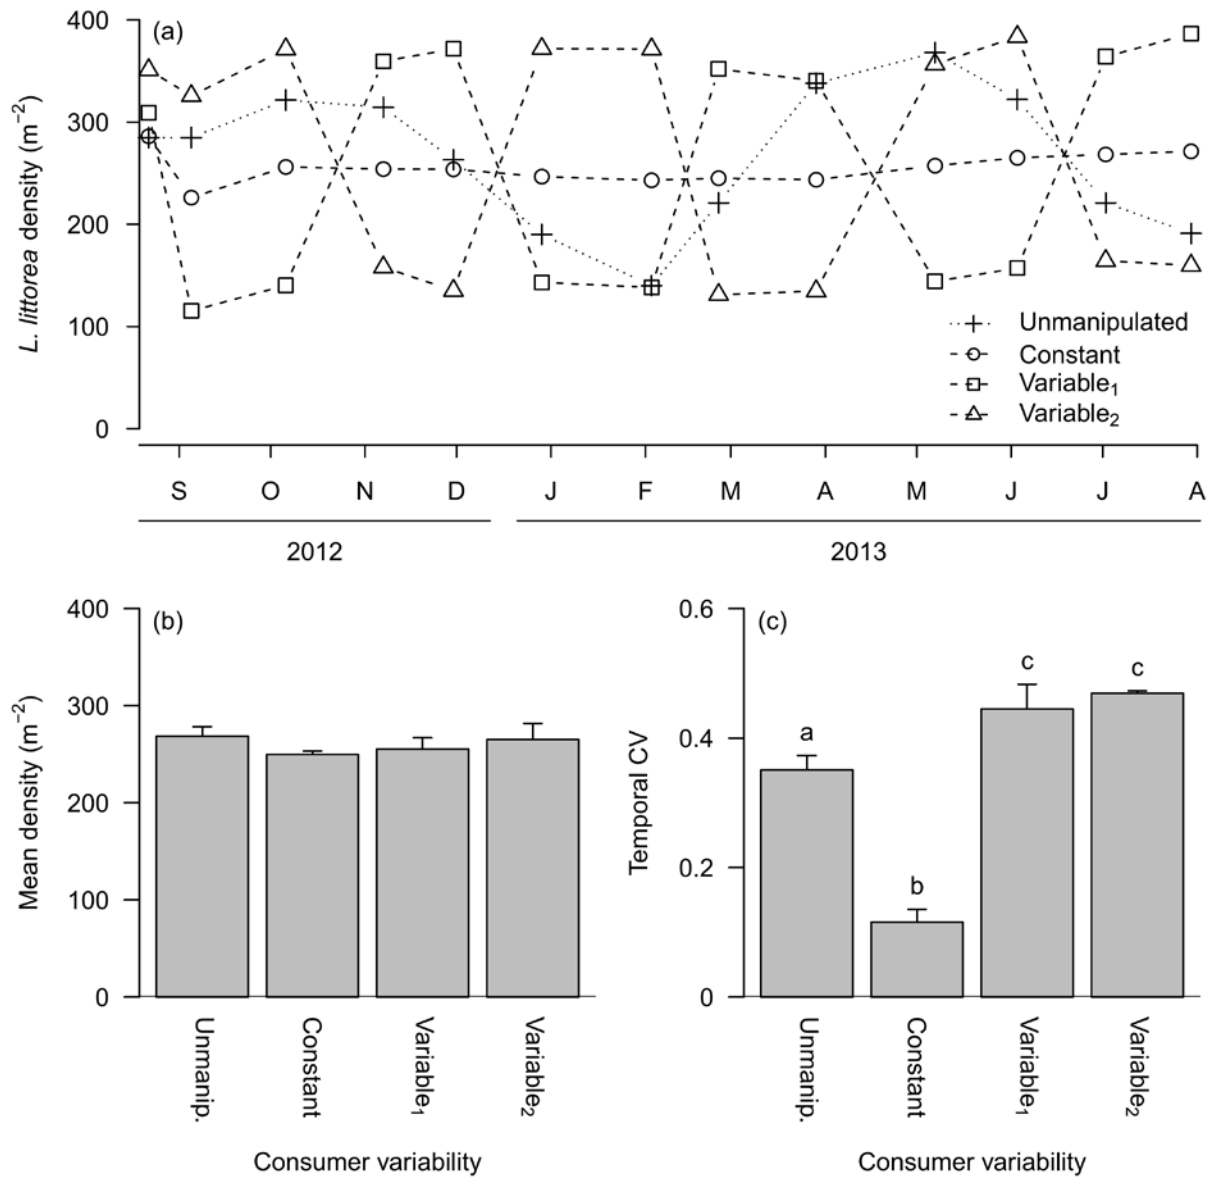 (a)
400
300
200
100
0
L. littorea density (m⁻²)
Unmanipulated
Constant
Variable₁
Variable₂
S O N D J F M A M J J A
2012 2013
(b)
400
300
200
100
0
Mean density (m⁻²)
Unmanip.
Constant
Variable₁
Variable₂
Consumer variability
(c)
0.6
0.4
0.2
0
Temporal CV
a
b
c
c
Unmanip.
Constant
Variable₁
Variable₂
Consumer variability